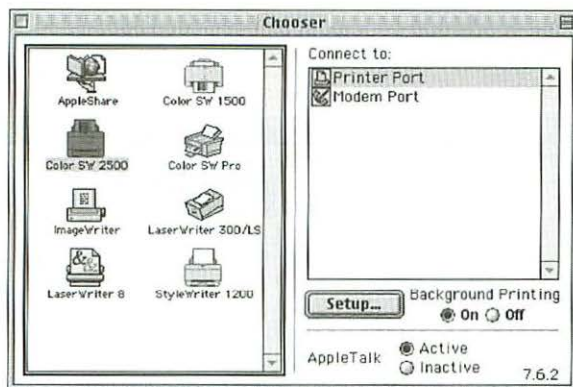 Chooser
AppleShare
Color SW 1500
Color SW 2500
Color SW Pro
ImageWriter
LaserWriter 300/LS
LaserWriter 8
StyleWriter 1200
Connect to:
Printer Port
Modem Port
Setup...
Background Printing
On Off
AppleTalk
Active
Inactive
7.6.2